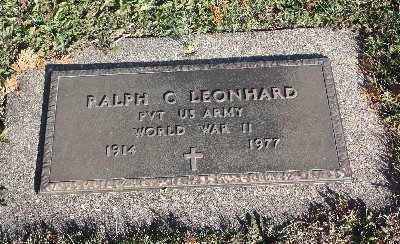 RALPH C LEONHARD
PVT US ARMY
WORLD WAR II
1914 1977